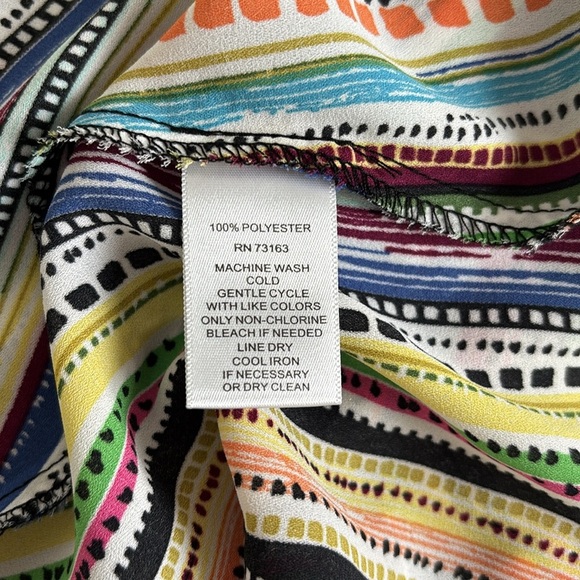 100% POLYESTER
RN 73163
MACHINE WASH
COLD
GENTLE CYCLE
WITH LIKE COLORS
ONLY NON-CHLORINE
BLEACH IF NEEDED
LINE DRY
COOL IRON
IF NECESSARY
OR DRY CLEAN